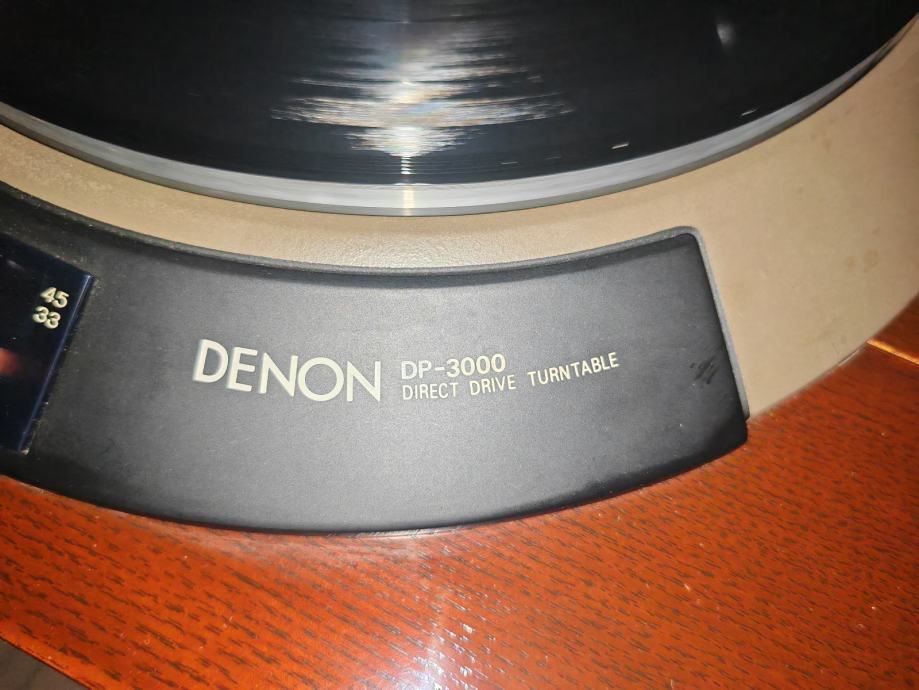 45
33
DENON
DP-3000
DIRECT DRIVE TURNTABLE